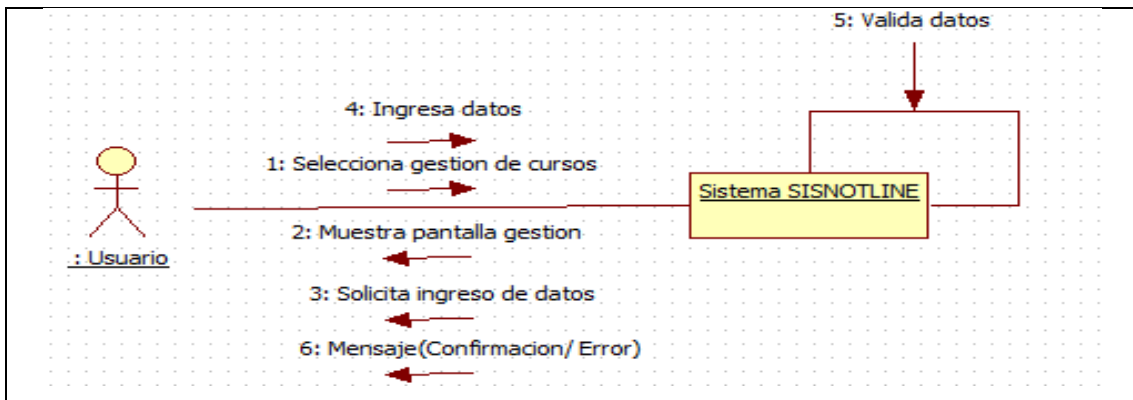 5: Valida datos
4: Ingresa datos
1: Selecciona gestion de cursos
Sistema SISNOTLINE
2: Muestra pantalla gestion
: Usuario
3: Solicita ingreso de datos
6: Mensaje(Confirmacion/ Error)